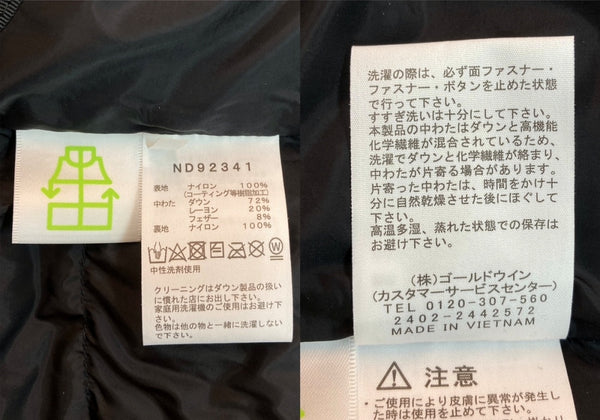 ND92341
表地 ナイロン 100%
(コーティング等樹脂加工)
中わた ダウン 72%
レーヨン 20%
フェザー 8%
裏地 ナイロン 100%
中性洗剤使用
クリーニングはダウン製品の扱い
に慣れた店にお出し下さい。
家庭用洗濯機のご使用はお避け下
さい。
色物は他の物と一緒に洗濯しない
で下さい。
洗濯の際は、必ず面ファスナー・
ファスナー・ボタンを止めた状態
で行って下さい。
すすぎ洗いは十分にして下さい。
本製品の中わたはダウンと高機能
化学繊維が混合されているため、
洗濯でダウンと化学繊維が絡まり、
中わたが片寄る場合があります。
片寄った中わたは、時間をかけ十
分に自然乾燥させた後にほぐして
下さい。
高温多湿、蒸れた状態での保存は
お避け下さい。
(株)ゴールドウイン
(カスタマーサービスセンター)
TEL 0120-307-560
2402-2442572
MADE IN VIETNAM
注意
・ご使用により皮膚に異常が発生し
た時は使用を止めて下さい。